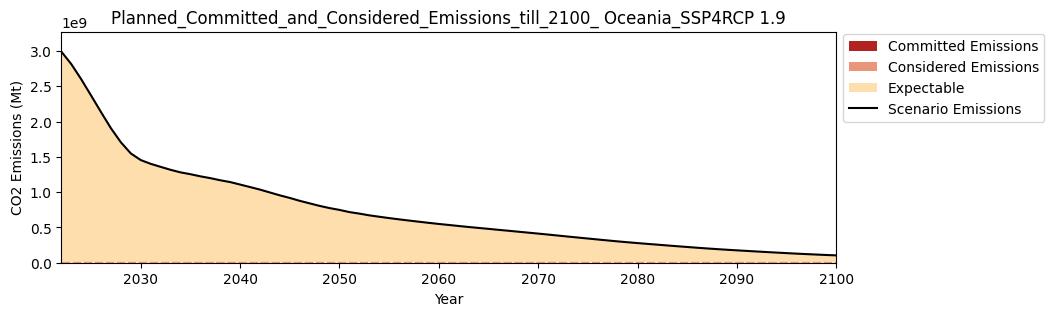 Planned_Committed_and_Considered_Emissions_till_2100_ Oceania_SSP4RCP 1.9
1e9
3.0
2.5
2.0
1.5
1.0
0.5
0.0
CO2 Emissions (Mt)
2030 2040 2050 2060 2070 2080 2090 2100
Year
Committed Emissions
Considered Emissions
Expectable
Scenario Emissions